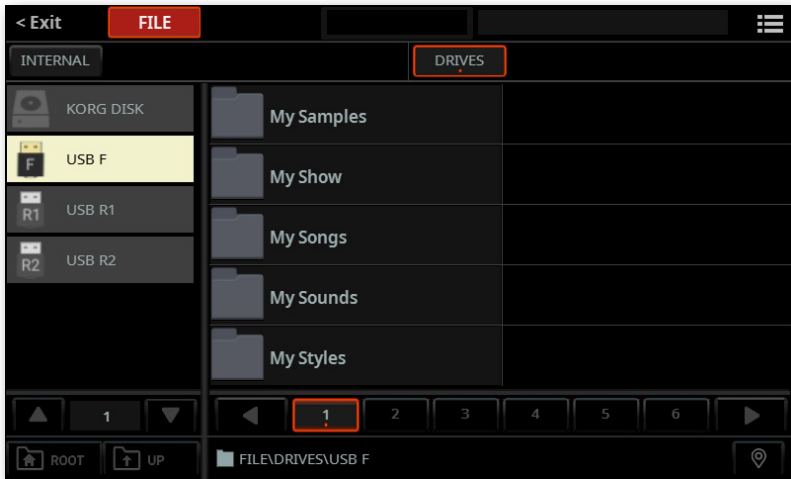 < Exit FILE
INTERNAL DRIVES
KORG DISK
F USB F
R1 USB R1
R2 USB R2
My Samples
My Show
My Songs
My Sounds
My Styles
1
1 2 3 4 5 6
ROOT UP
FILE\DRIVES\USB F